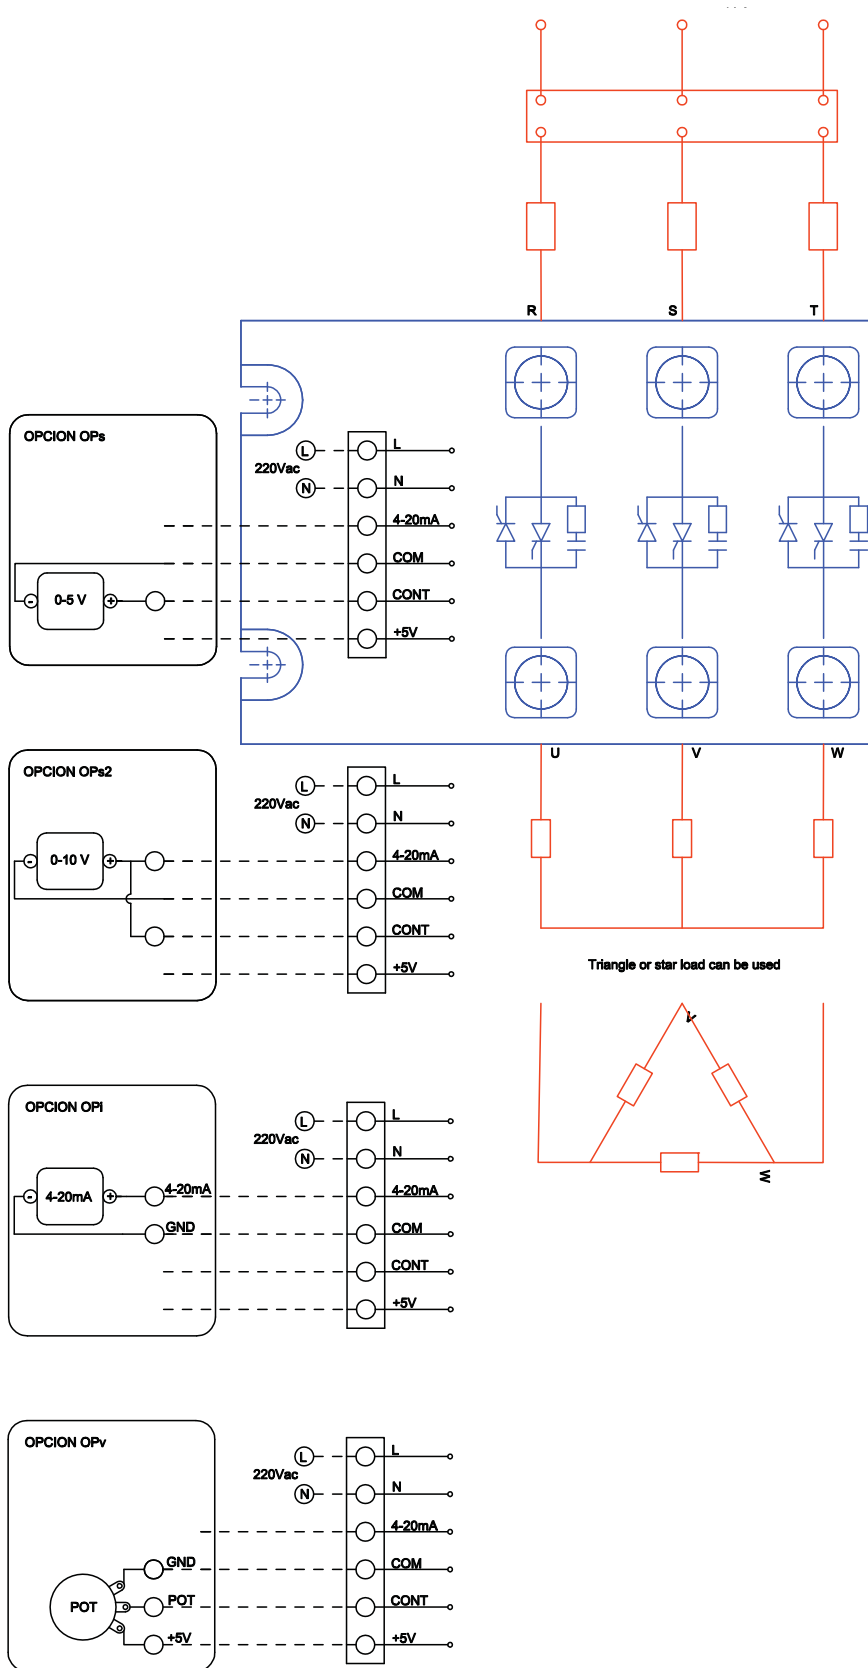 R S T
OPCION OPs
L L
220Vac
N N
4-20mA
COM
- 0-5 V + CONT
+5V
U V W
OPCION OPs2
L L
220Vac
N N
- 0-10 V + 4-20mA
COM
CONT
+5V
Triangle or star load can be used
V
W
OPCION OPi
L L
220Vac
N N
- 4-20mA + 4-20mA 4-20mA
GND COM
CONT
+5V
OPCION OPv
L L
220Vac
N N
4-20mA
GND COM
POT POT CONT
+5V +5V